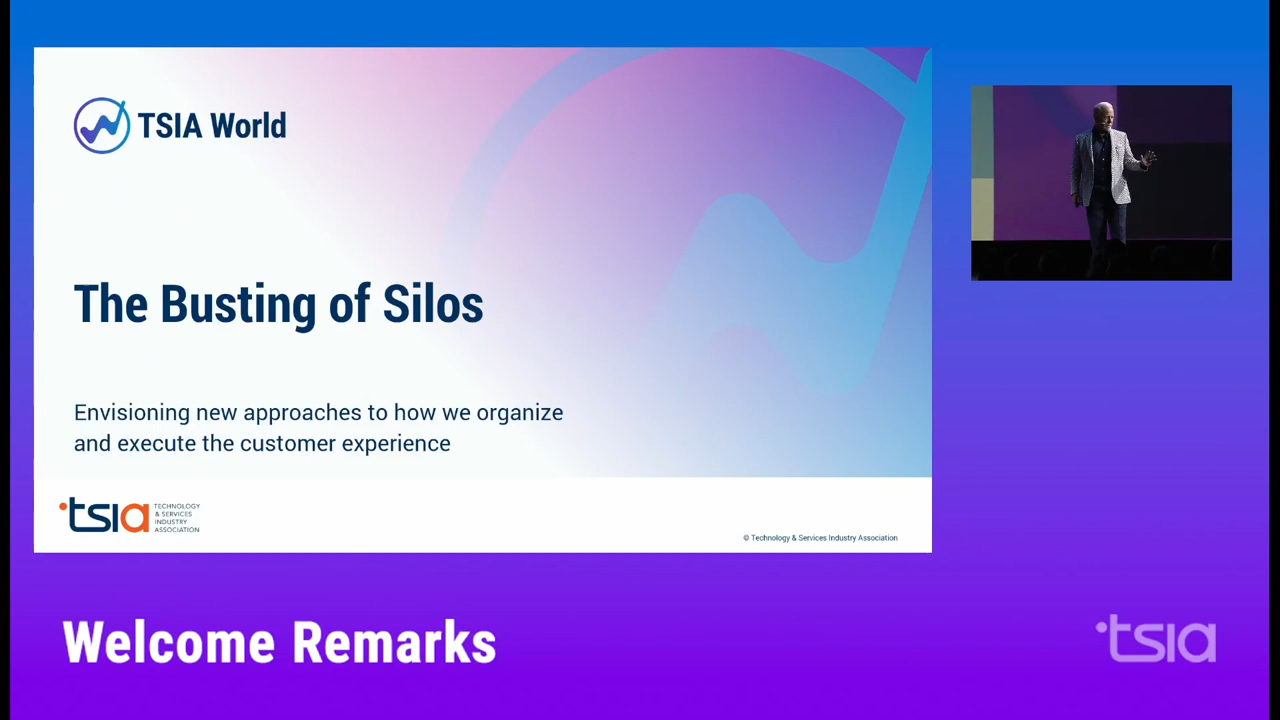 TSIA World
The Busting of Silos
Envisioning new approaches to how we organize
and execute the customer experience
tsia
TECHNOLOGY
& SERVICES
INDUSTRY
ASSOCIATION
© Technology & Services Industry Association
Welcome Remarks
tsia